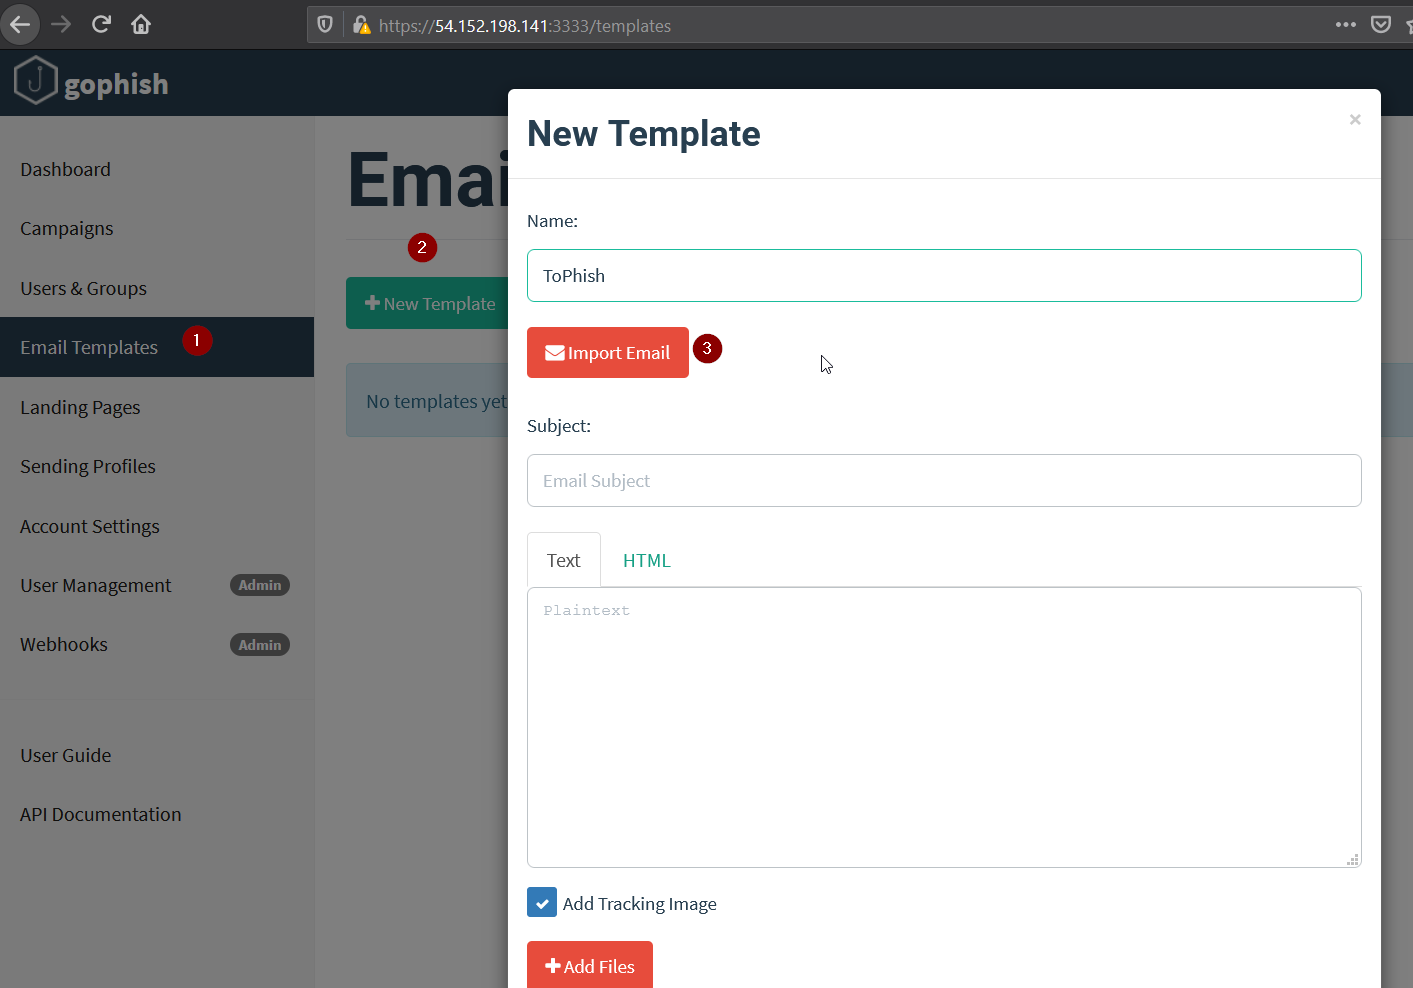 https://54.152.198.141:3333/templates
gophish
Dashboard
Campaigns
Users & Groups
Email Templates 1
Landing Pages
Sending Profiles
Account Settings
User Management Admin
Webhooks Admin
User Guide
API Documentation
Emai
2
New Template
No templates yet
New Template
×
Name:
ToPhish
Import Email 3
Subject:
Email Subject
Text HTML
Plaintext
Add Tracking Image
Add Files